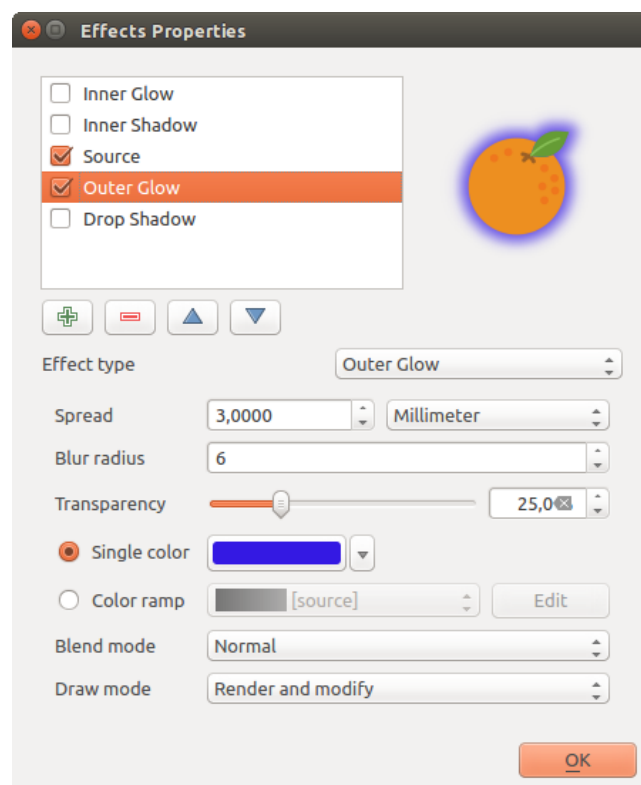 Effects Properties
Inner Glow
Inner Shadow
Source
Outer Glow
Drop Shadow
Effect type Outer Glow
Spread 3,0000 Millimeter
Blur radius 6
Transparency 25,0
Single color
Color ramp [source] Edit
Blend mode Normal
Draw mode Render and modify
OK